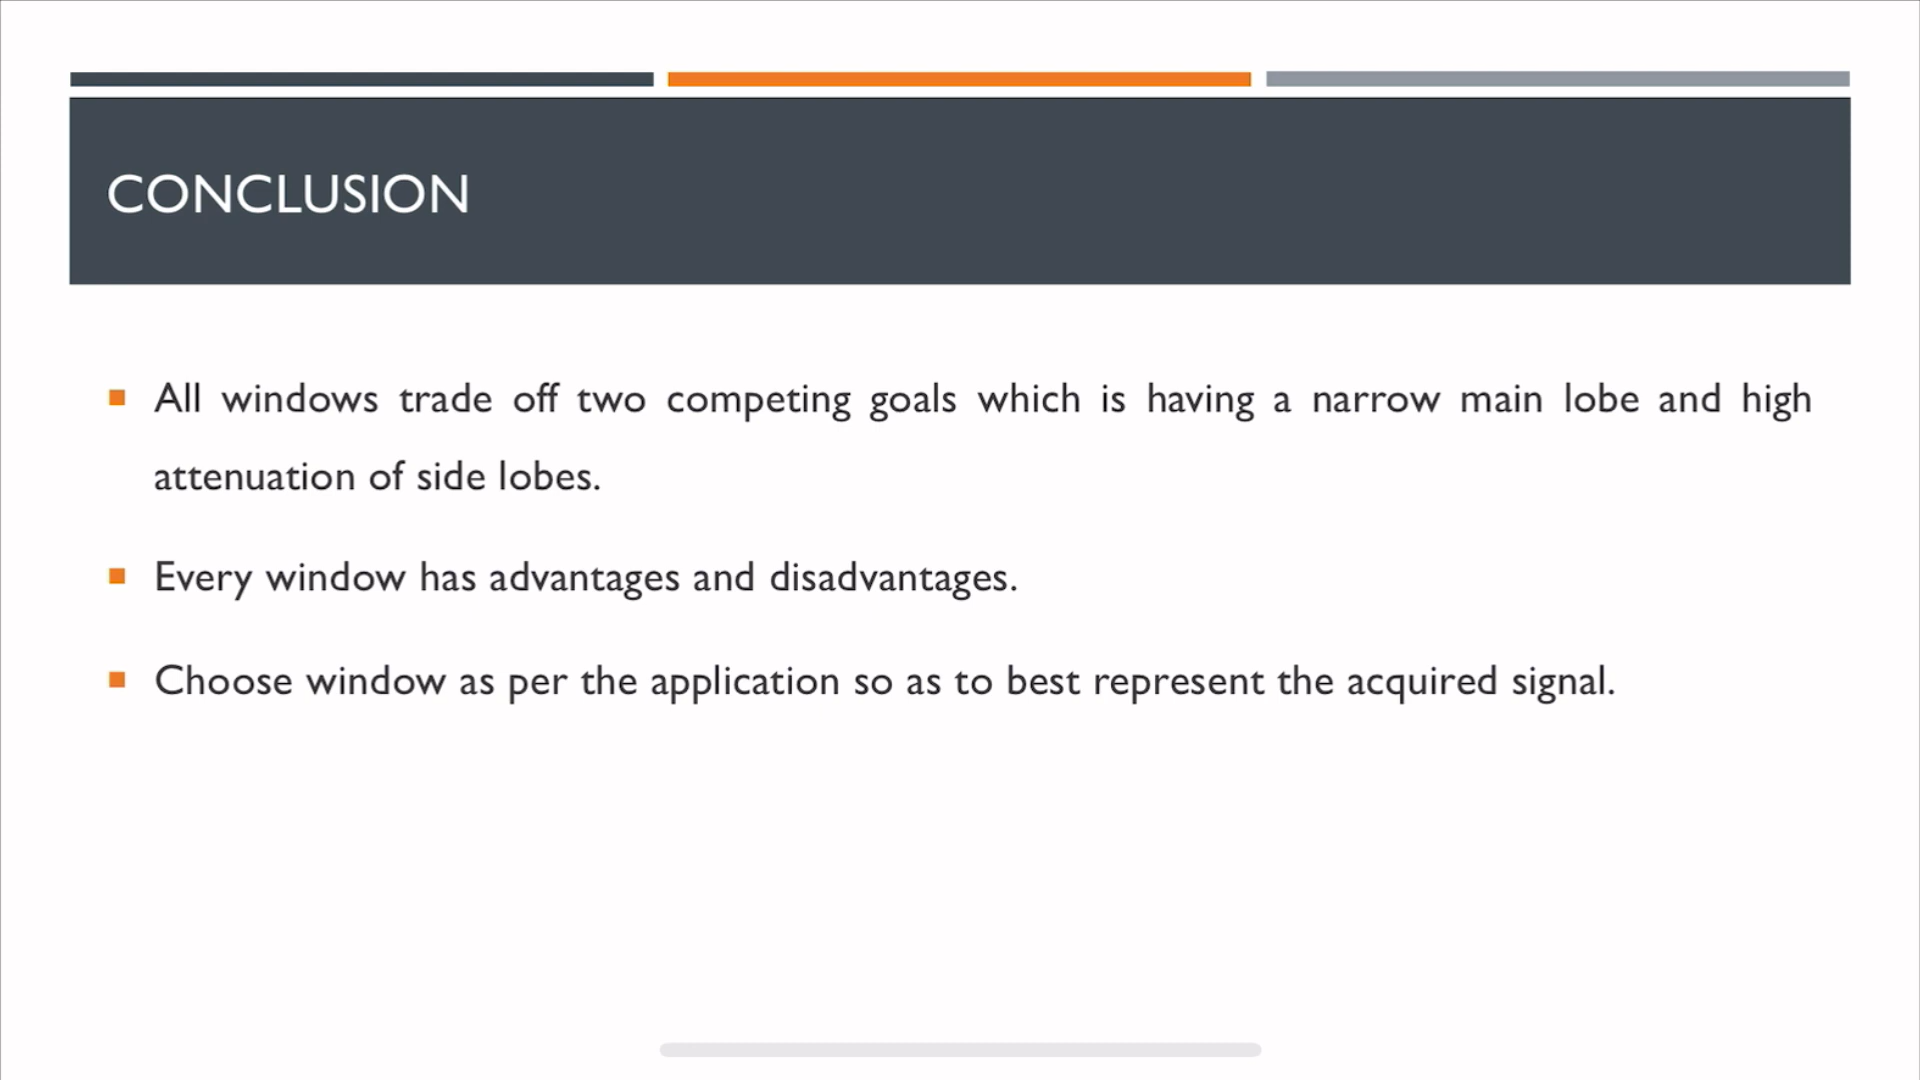 CONCLUSION
All windows trade off two competing goals which is having a narrow main lobe and high
attenuation of side lobes.
Every window has advantages and disadvantages.
Choose window as per the application so as to best represent the acquired signal.